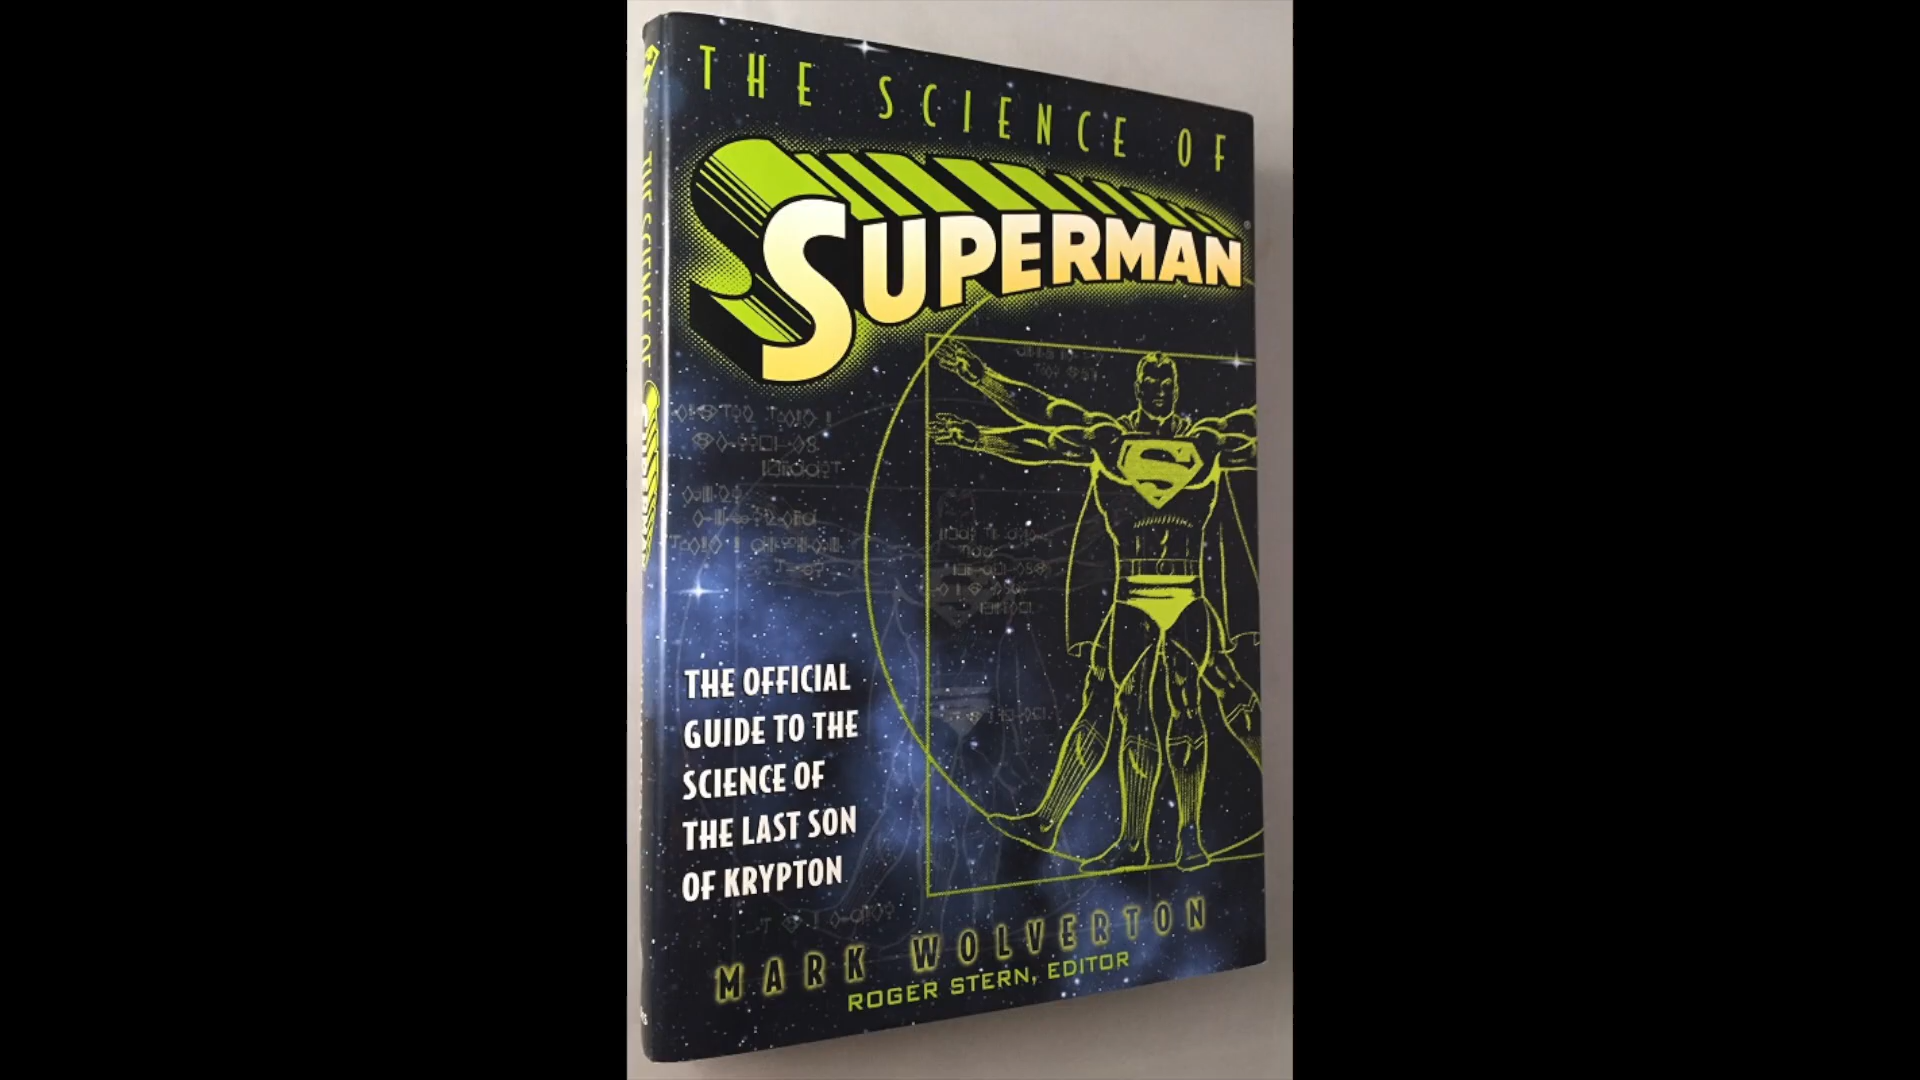 THE SCIENCE OF
SUPERMAN
THE OFFICIAL
GUIDE TO THE
SCIENCE OF
THE LAST SON
OF KRYPTON
MARK WOLVERTON
ROGER STERN, EDITOR
THE SCIENCE OF
SUPERMAN